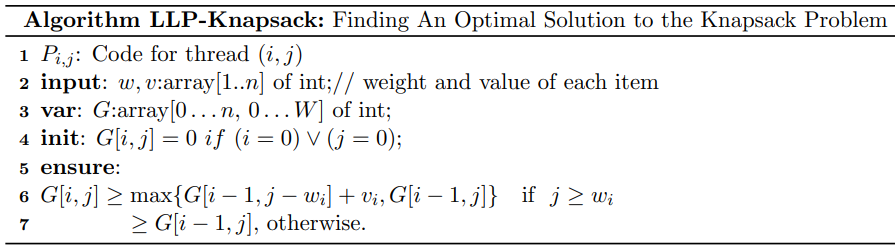 Algorithm LLP-Knapsack: Finding An Optimal Solution to the Knapsack Problem
1 P_{i,j}: Code for thread (i, j)
2 input: w, v:array[1..n] of int;// weight and value of each item
3 var: G:array[0 . . . n, 0 . . . W] of int;
4 init: G[i, j] = 0 if (i = 0) ∨ (j = 0);
5 ensure:
6 G[i, j] ≥ max{G[i − 1, j − w_i] + v_i, G[i − 1, j]} if j ≥ w_i
7 ≥ G[i − 1, j], otherwise.